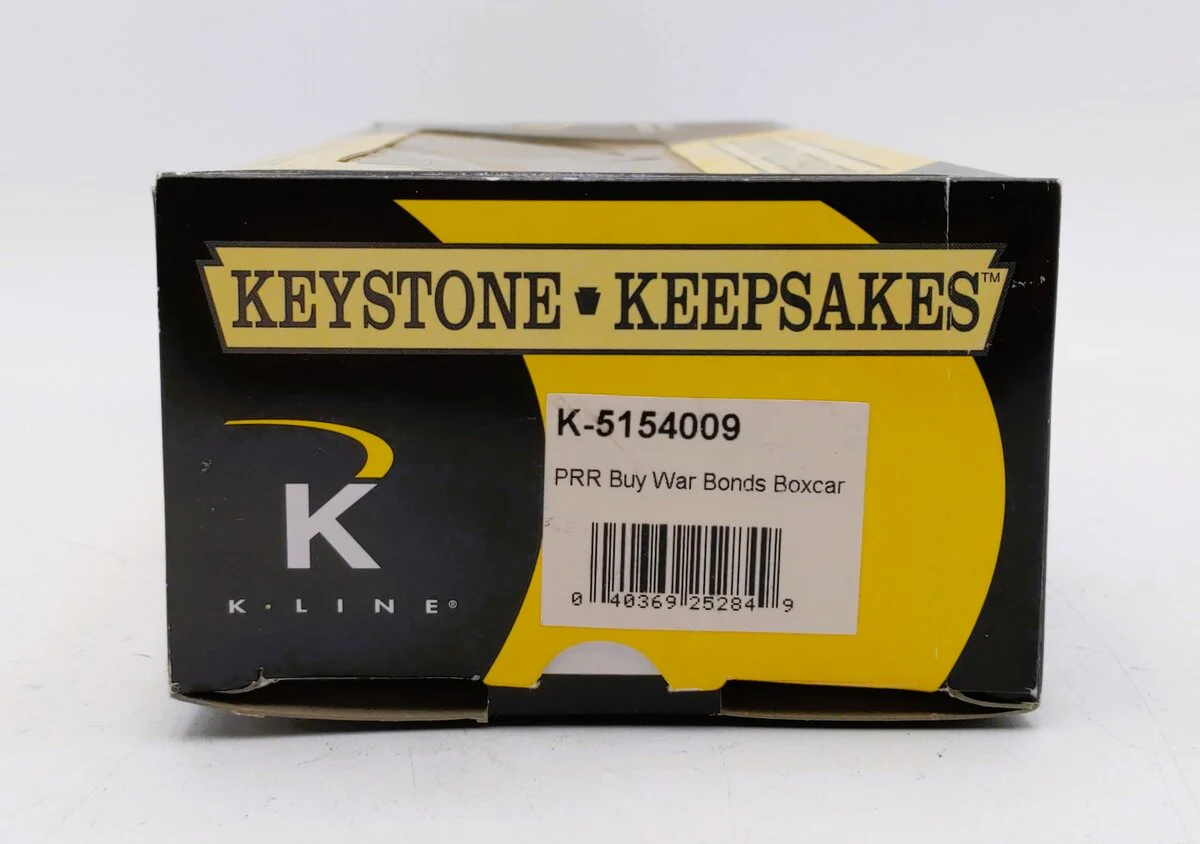 KEYSTONE KEEPSAKES™
K-5154009
PRR Buy War Bonds Boxcar
0 40369 25284 9
K
K·LINE®